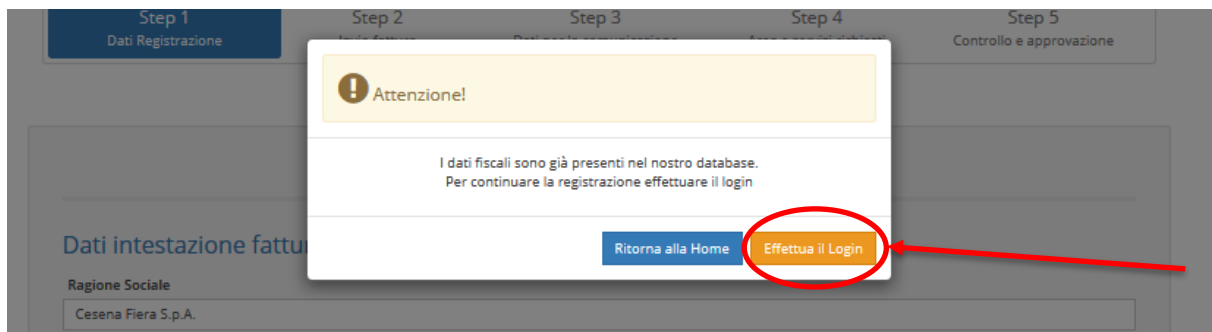 Step 1
Step 2
Step 3
Step 4
Step 5
Dati Registrazione
Controllo e approvazione
Attenzione!
I dati fiscali sono già presenti nel nostro database.
Per continuare la registrazione effettuare il login
Ritorna alla Home
Effettua il Login
Dati intestazione fattu
Ragione Sociale
Cesena Fiera S.p.A.